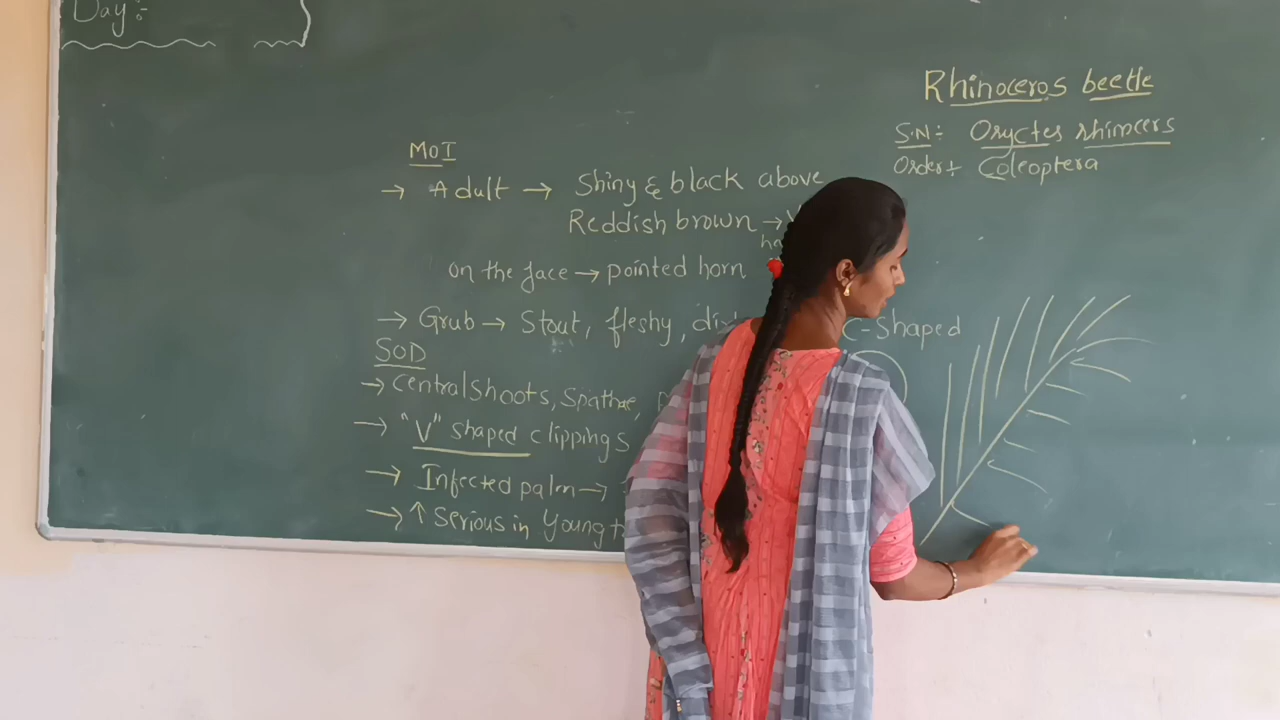 Day :-
Rhinoceros beetle
S.N :- Oryctes rhinocers
Order :- Coleoptera
MOI
→ Adult → Shiny & black above
Reddish brown →
on the face → pointed horn
→ Grub → Stout, fleshy, C-Shaped
SOD
→ Central Shoots, Spathae,
→ "V" shaped clippings
→ Infected palm →
→ ↑ Serious in Young